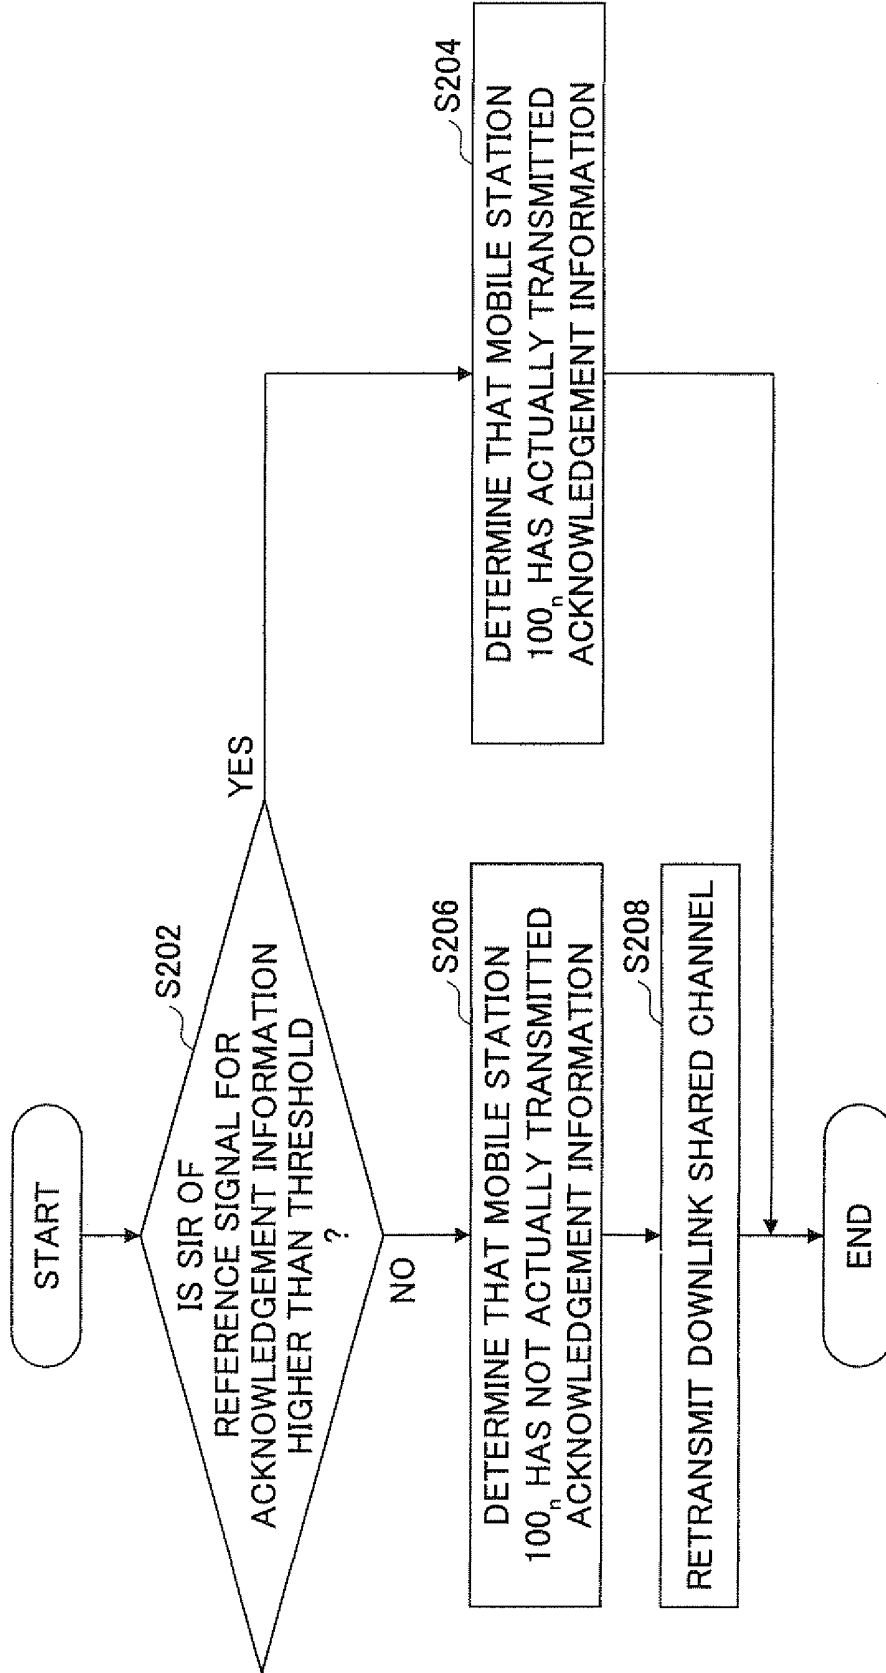 START
S202
IS SIR OF
REFERENCE SIGNAL FOR
ACKNOWLEDGEMENT INFORMATION
HIGHER THAN THRESHOLD
?
YES
NO
S206
DETERMINE THAT MOBILE STATION
100n HAS NOT ACTUALLY TRANSMITTED
ACKNOWLEDGEMENT INFORMATION
S204
DETERMINE THAT MOBILE STATION
100n HAS ACTUALLY TRANSMITTED
ACKNOWLEDGEMENT INFORMATION
S208
RETRANSMIT DOWNLINK SHARED CHANNEL
END